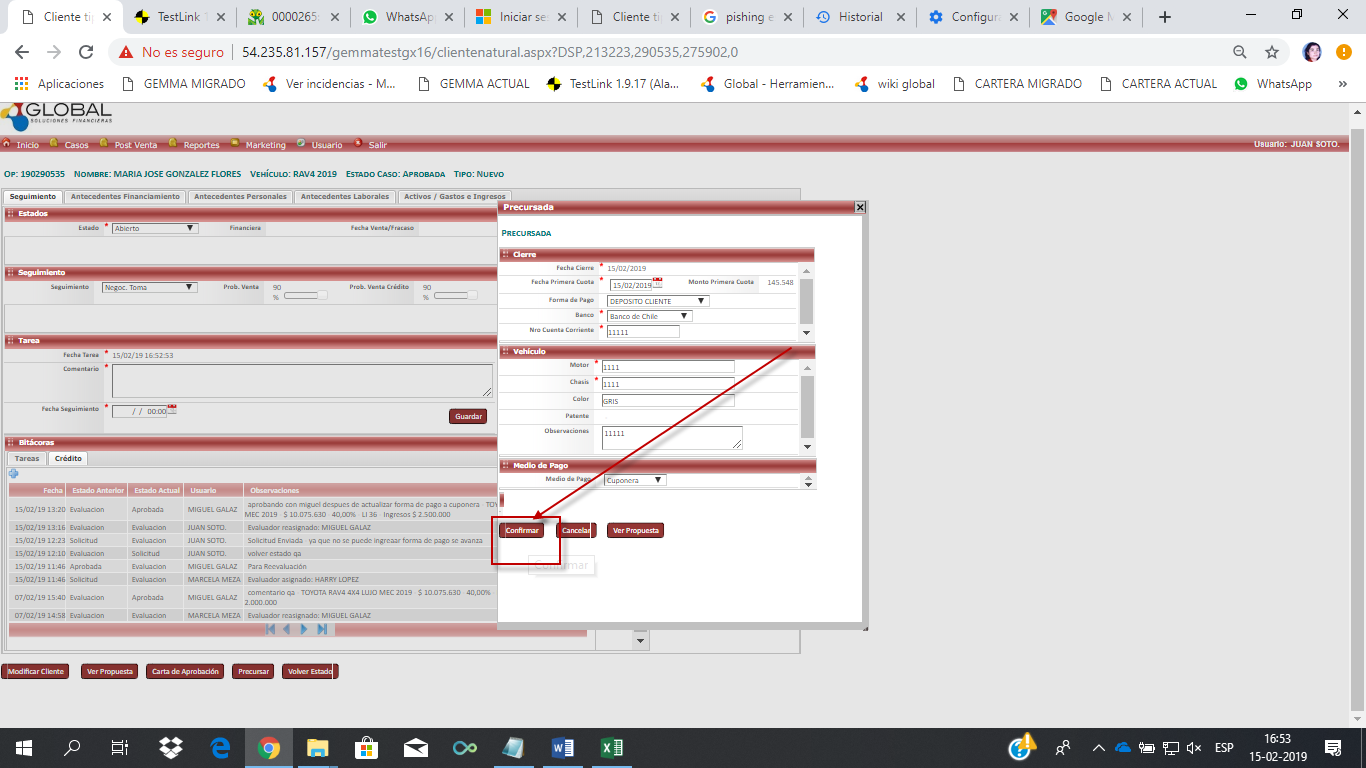 Cliente ti
TestLink 1
0000265
WhatsAp
Iniciar se
Cliente ti
pishing e
Historial
Configura
Google M
No es seguro
54.235.81.157/gemmatestgx16/clientenatural.aspx?DSP,213223,290535,275902,0
Aplicaciones
GEMMA MIGRADO
Ver incidencias - M...
GEMMA ACTUAL
TestLink 1.9.17 (Ala...
Global - Herramien...
wiki global
CARTERA MIGRADO
CARTERA ACTUAL
WhatsApp
GLOBAL
SOLUCIONES FINANCIERAS
Inicio Casos Post Venta Reportes Marketing Usuario Salir
Usuario: JUAN SOTO.
OP: 190290535 NOMBRE: MARIA JOSE GONZALEZ FLORES VEHÍCULO: RAV4 2019 ESTADO CASO: APROBADA TIPO: NUEVO
Seguimiento
Antecedentes Financiamiento
Antecedentes Personales
Antecedentes Laborales
Activos / Gastos e Ingresos
Estados
Estado * Abierto
Financiera
Fecha Venta/Fracaso
Seguimiento
Seguimiento * Negoc. Toma
Prob. Venta 90 %
Prob. Venta Crédito 90 %
Tarea
Fecha Tarea * 15/02/19 16:52:53
Comentario *
Fecha Seguimiento * / / 00:00
Guardar
Bitácoras
Tareas
Crédito
Fecha Estado Anterior Estado Actual Usuario Observaciones
15/02/19 13:20 Evaluacion Aprobada MIGUEL GALAZ aprobando con miguel despues de actualizar forma de pago a cuponera - TOY
MEC 2019 - $ 10.075.630 - 40,00% - LI 36 - Ingresos $ 2.500.000
15/02/19 13:16 Evaluacion Evaluacion JUAN SOTO. Evaluador reasignado: MIGUEL GALAZ
15/02/19 12:23 Solicitud Evaluacion JUAN SOTO. Solicitud Enviada - ya que no se puede ingreaar forma de pago se avanza
15/02/19 12:10 Evaluacion Solicitud JUAN SOTO. volver estado qa
15/02/19 11:46 Aprobada Evaluacion MIGUEL GALAZ Para Reevaluación
15/02/19 11:46 Solicitud Evaluacion MARCELA MEZA Evaluador asignado: HARRY LOPEZ
07/02/19 15:40 Evaluacion Aprobada MIGUEL GALAZ comentario qa - TOYOTA RAV4 4X4 LUJO MEC 2019 - $ 10.075.630 - 40,00% -
2.000.000
07/02/19 14:58 Evaluacion Evaluacion MARCELA MEZA Evaluador reasignado: MIGUEL GALAZ
Modificar Cliente
Ver Propuesta
Carta de Aprobación
Precursar
Volver Estado
Precursada
PRECURSADA
Cierre
Fecha Cierre * 15/02/2019
Fecha Primera Cuota * 15/02/2019
Monto Primera Cuota 145.548
Forma de Pago * DEPOSITO CLIENTE
Banco * Banco de Chile
Nro Cuenta Corriente * 11111
Vehículo
Motor * 1111
Chasis * 1111
Color GRIS
Patente
Observaciones 11111
Medio de Pago
Medio de Pago Cuponera
Confirmar
Cancelar
Ver Propuesta
Confirmar
ESP
16:53
15-02-2019